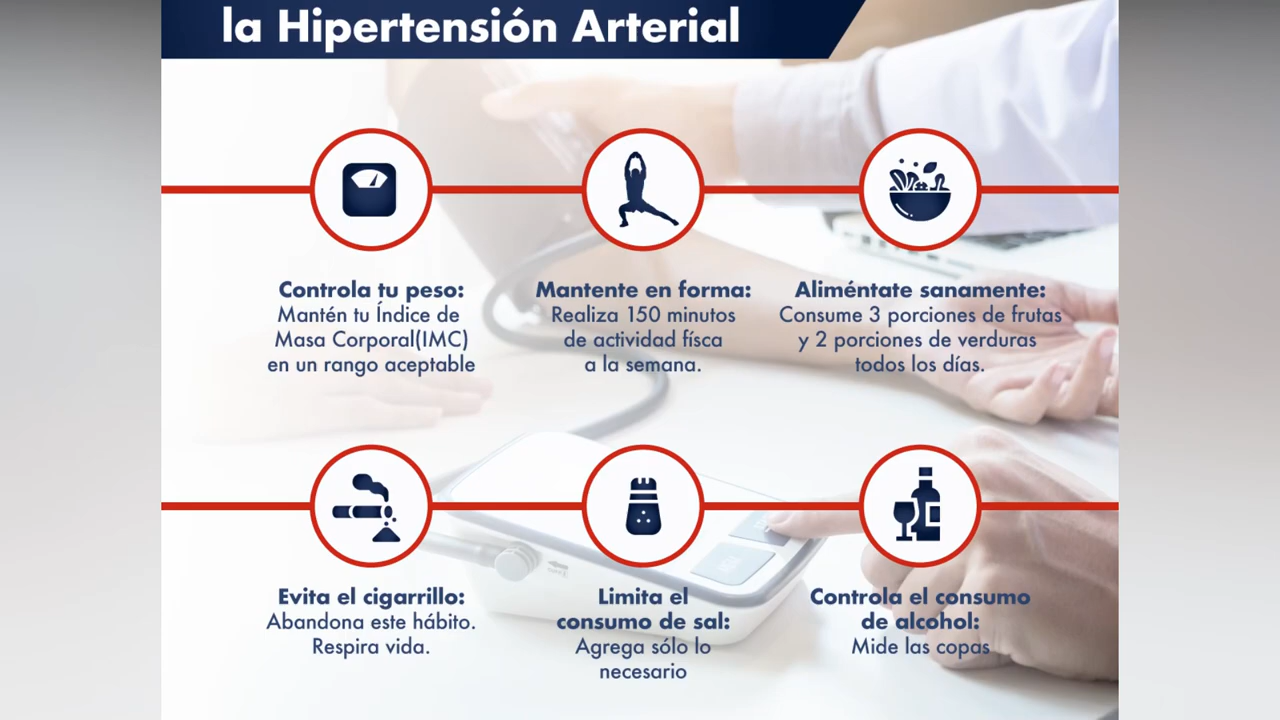 la Hipertensión Arterial
Controla tu peso:
Mantén tu Índice de
Masa Corporal(IMC)
en un rango aceptable
Mantente en forma:
Realiza 150 minutos
de actividad físca
a la semana.
Aliméntate sanamente:
Consume 3 porciones de frutas
y 2 porciones de verduras
todos los días.
Evita el cigarrillo:
Abandona este hábito.
Respira vida.
Limita el
consumo de sal:
Agrega sólo lo
necesario
Controla el consumo
de alcohol:
Mide las copas